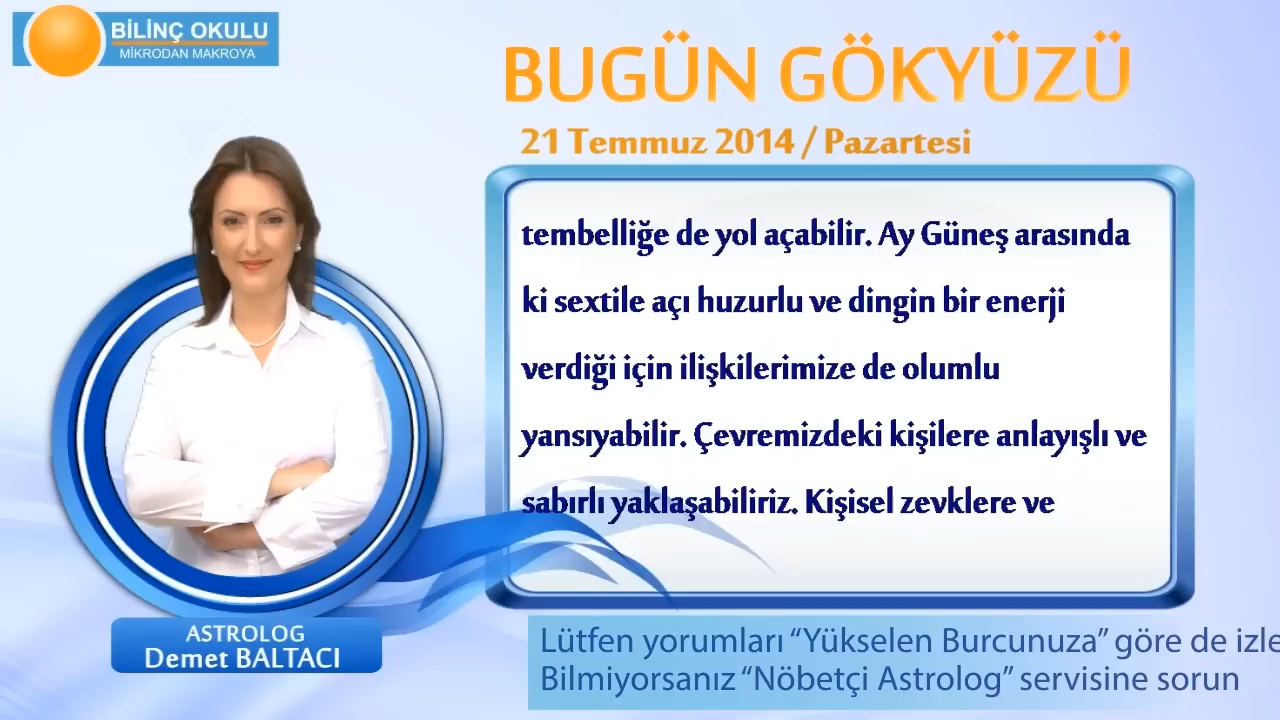 BİLİNÇ OKULU
MİKRODAN MAKROYA
BUGÜN GÖKYÜZÜ
21 Temmuz 2014 / Pazartesi
tembelliğe de yol açabilir. Ay Güneş arasında
ki sextile açı huzurlu ve dingin bir enerji
verdiği için ilişkilerimize de olumlu
yansıyabilir. Çevremizdeki kişilere anlayışlı ve
sabırlı yaklaşabiliriz. Kişisel zevklere ve
ASTROLOG
Demet BALTACI
Lütfen yorumları “Yükselen Burcunuza” göre de izle
Bilmiyorsanız “Nöbetçi Astrolog” servisine sorun